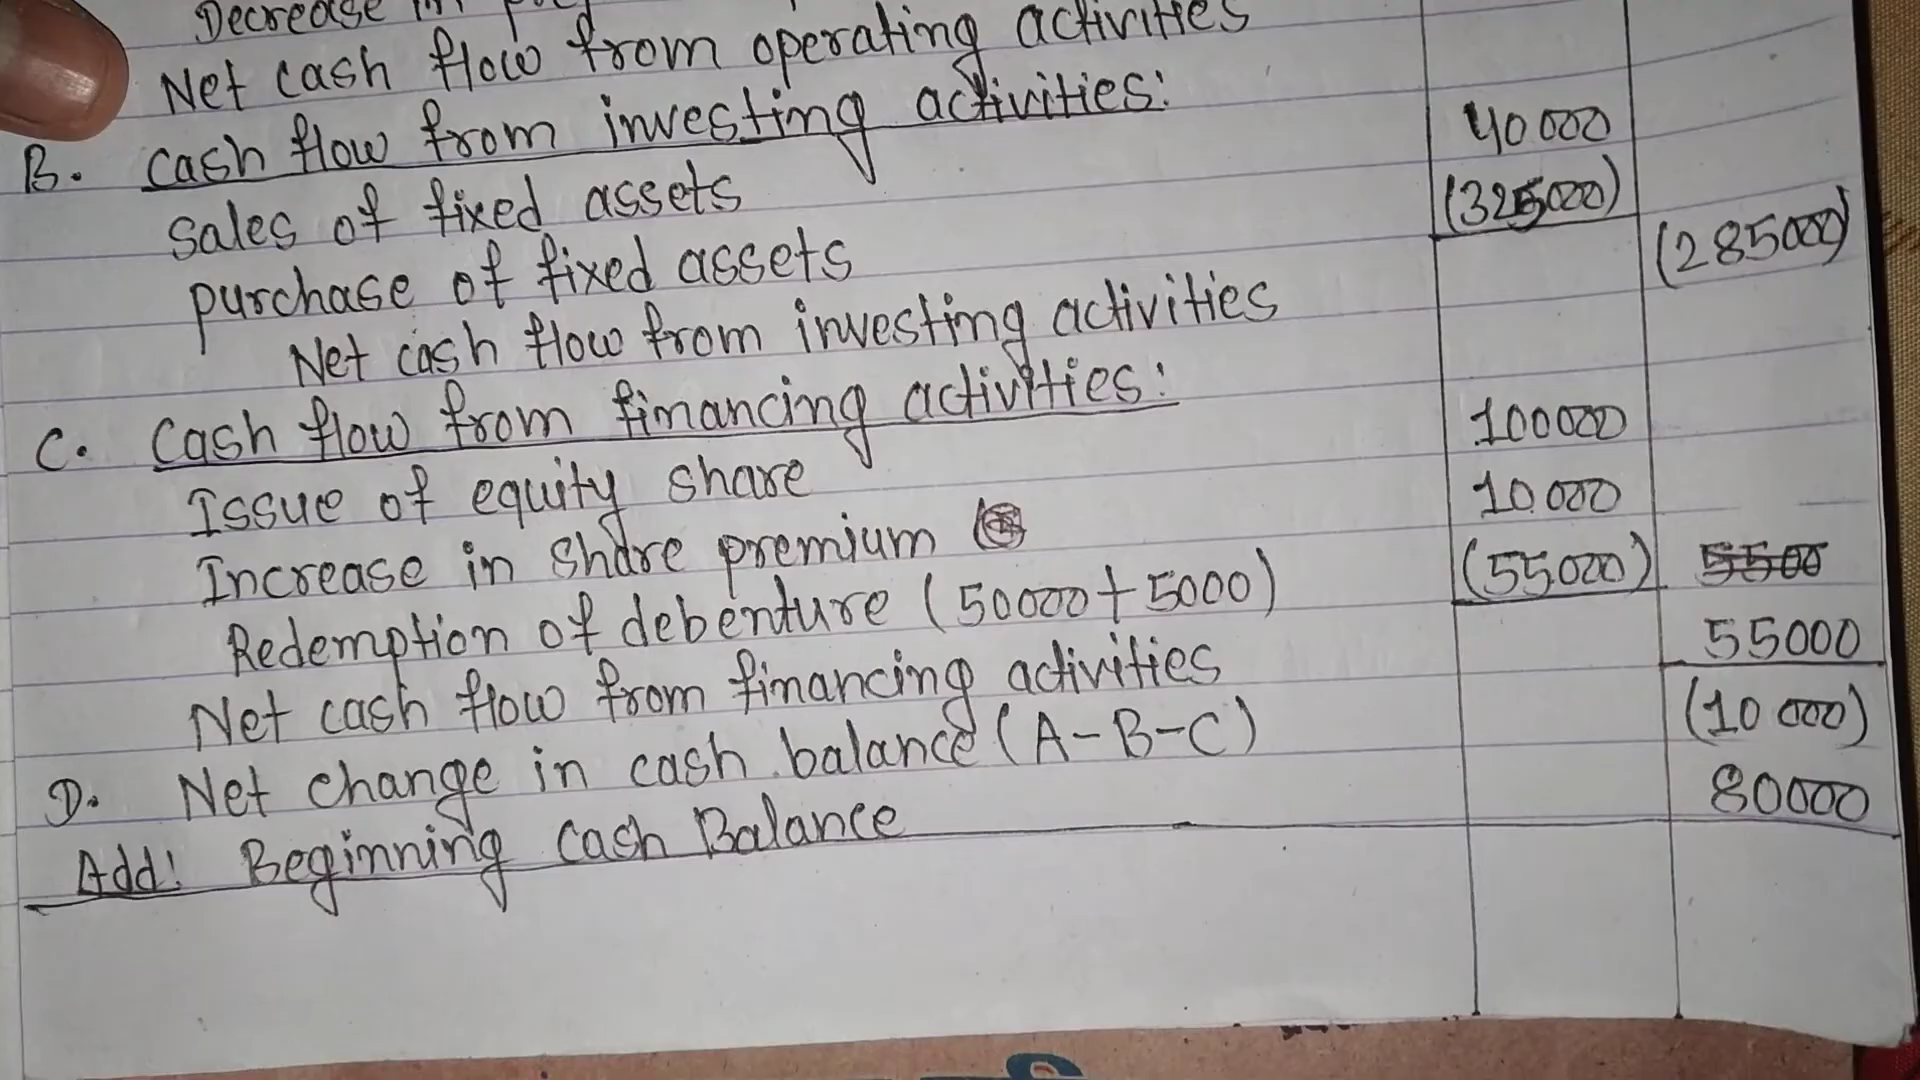 Decrease in
Net cash flow from operating activities
B. Cash flow from investing activities:
Sales of fixed assets 40000
purchase of fixed assets (325000)
Net cash flow from investing activities (285000)
C. Cash flow from financing activities:
Issue of equity share 100000
Increase in share premium 10000
Redemption of debenture (50000+5000) (55000) 5500
Net cash flow from financing activities 55000
D. Net change in cash balance (A-B-C) (10000)
Add: Beginning Cash Balance 80000